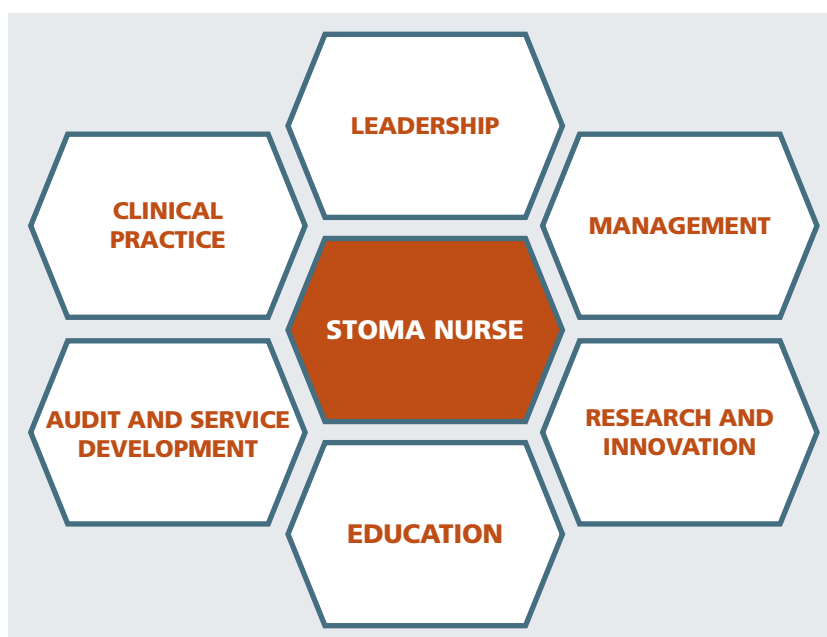 LEADERSHIP
CLINICAL
PRACTICE
MANAGEMENT
STOMA NURSE
AUDIT AND SERVICE
DEVELOPMENT
RESEARCH AND
INNOVATION
EDUCATION